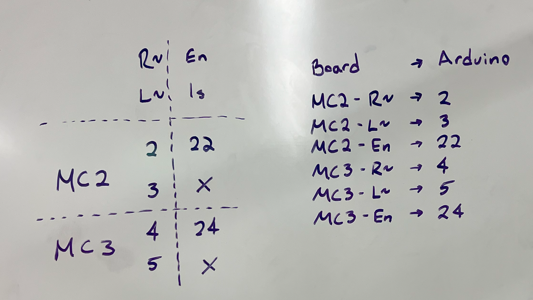 R~ En
L~ Is
2 22
MC2
3 X
4 24
MC3
5 X
Board → Arduino
MC2-R~ → 2
MC2-L~ → 3
MC2-En → 22
MC3-R~ → 4
MC3-L~ → 5
MC3-En → 24